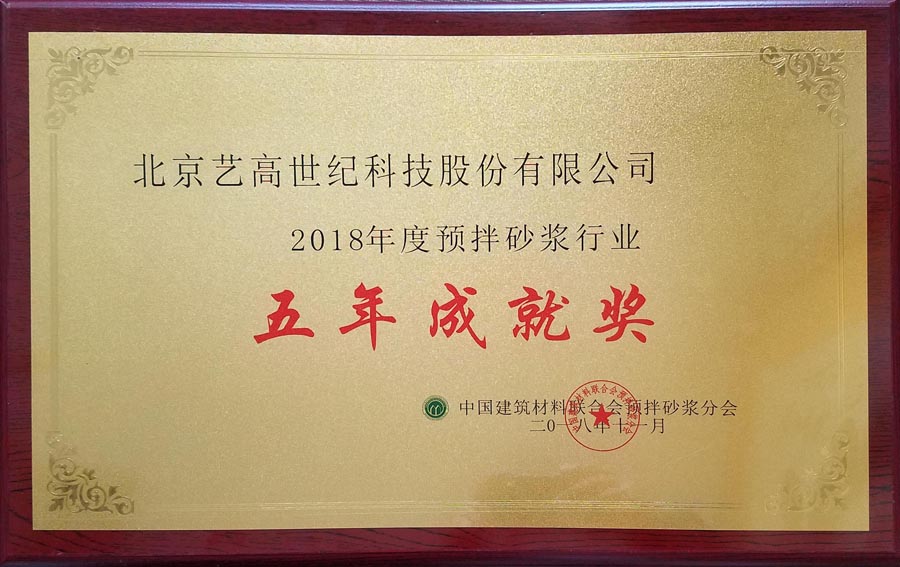 北京艺高世纪科技股份有限公司
2018年度预拌砂浆行业
五年成就奖
中国建筑材料联合会预拌砂浆分会
二〇一八年十一月